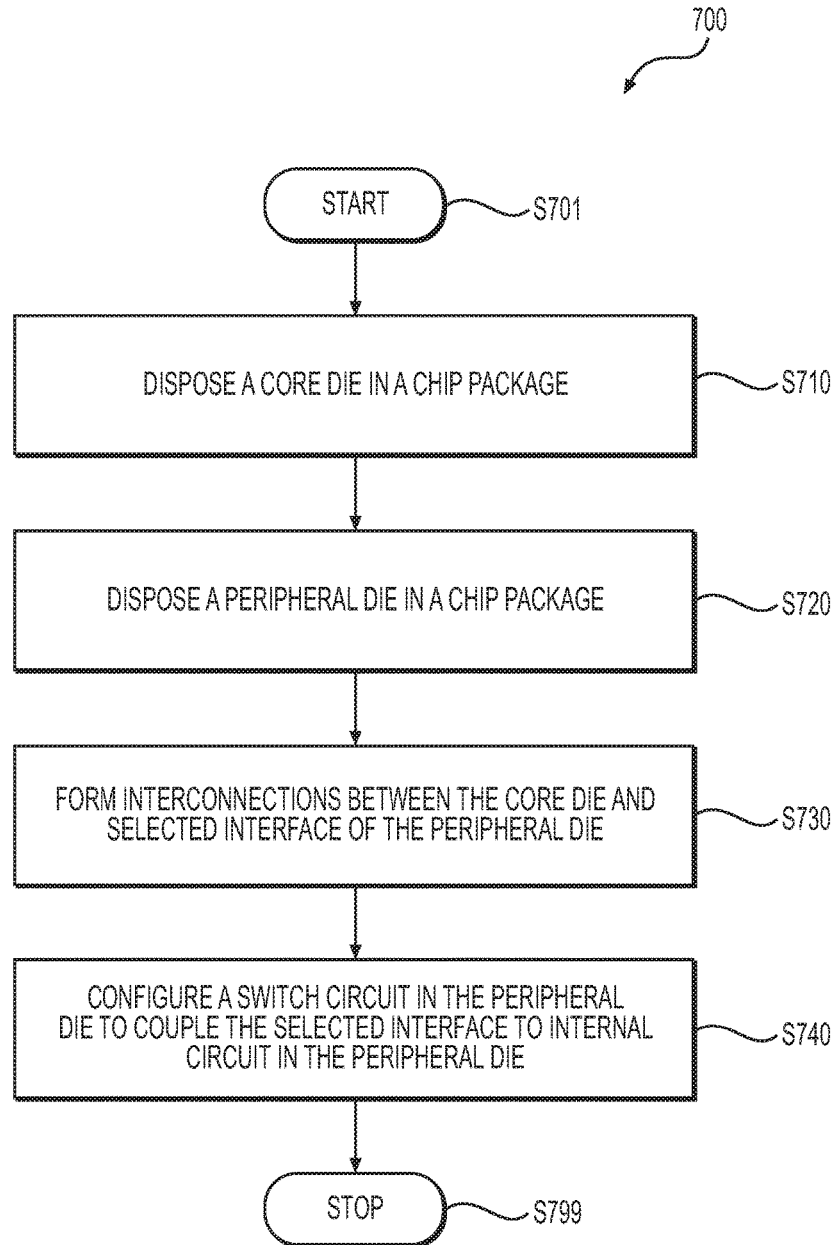 700
START
S701
DISPOSE A CORE DIE IN A CHIP PACKAGE
S710
DISPOSE A PERIPHERAL DIE IN A CHIP PACKAGE
S720
FORM INTERCONNECTIONS BETWEEN THE CORE DIE AND
SELECTED INTERFACE OF THE PERIPHERAL DIE
S730
CONFIGURE A SWITCH CIRCUIT IN THE PERIPHERAL
DIE TO COUPLE THE SELECTED INTERFACE TO INTERNAL
CIRCUIT IN THE PERIPHERAL DIE
S740
STOP
S799